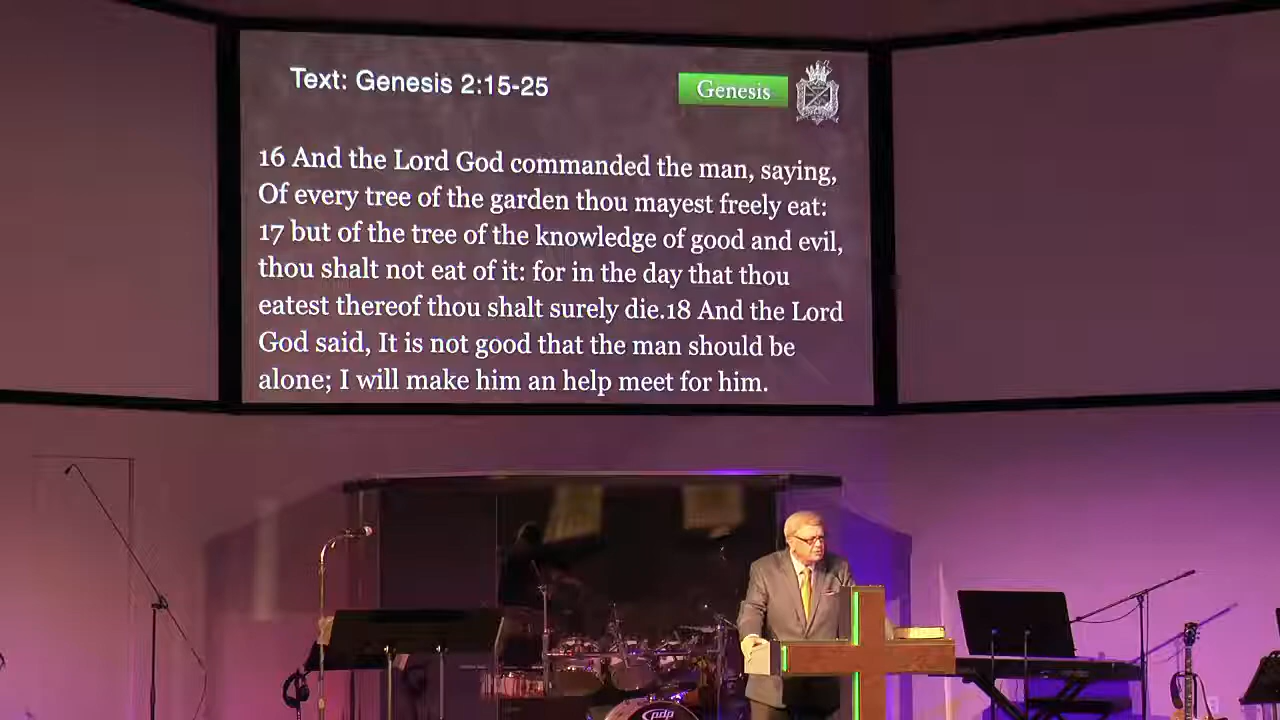 Text: Genesis 2:15-25
Genesis
16 And the Lord God commanded the man, saying,
Of every tree of the garden thou mayest freely eat:
17 but of the tree of the knowledge of good and evil,
thou shalt not eat of it: for in the day that thou
eatest thereof thou shalt surely die.18 And the Lord
God said, It is not good that the man should be
alone; I will make him an help meet for him.
pdp